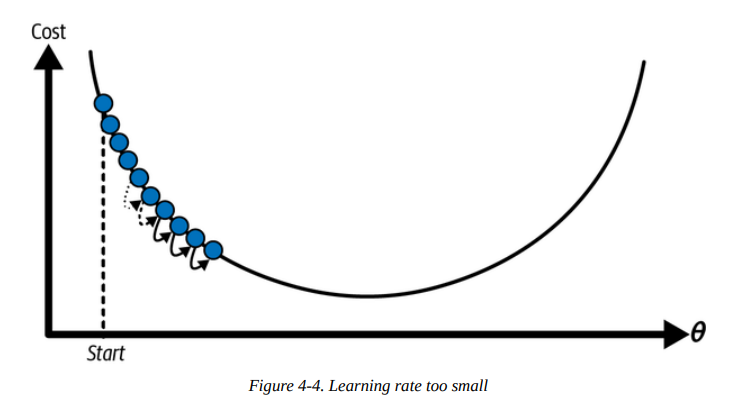 Cost
θ
Start
Figure 4-4. Learning rate too small